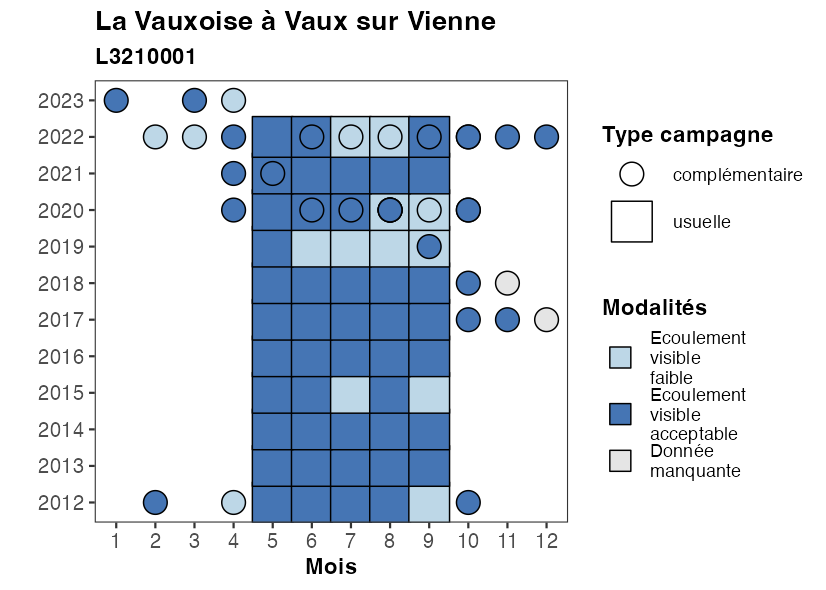 La Vauxoise à Vaux sur Vienne
L3210001
2023
2022
2021
2020
2019
2018
2017
2016
2015
2014
2013
2012
1 2 3 4 5 6 7 8 9 10 11 12
Mois
Type campagne
complémentaire
usuelle
Modalités
Ecoulement
visible
faible
Ecoulement
visible
acceptable
Donnée
manquante